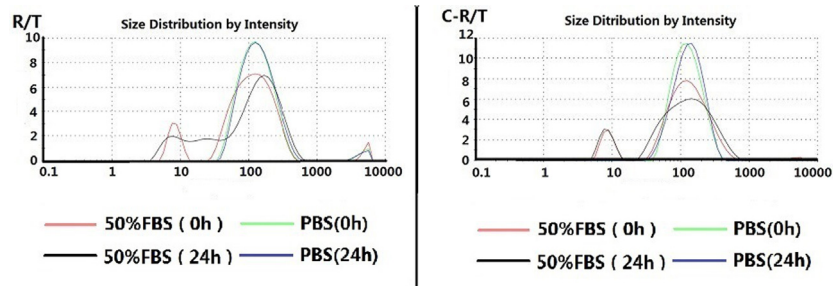 R/T
Size Distribution by Intensity
10
8
6
4
2
0
0.1 1 10 100 1000 10000
50%FBS ( 0h ) PBS(0h)
50%FBS ( 24h ) PBS(24h)
C-R/T
Size Ditribution by Intensity
12
10
8
6
4
2
0
0.1 1 10 100 1000 10000
50%FBS ( 0h ) PBS(0h)
50%FBS ( 24h ) PBS(24h)